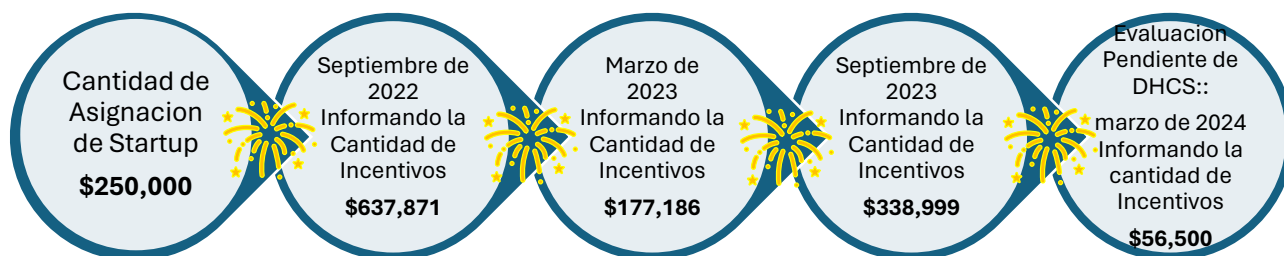 Cantidad de
Asignacion
de Startup
$250,000
Septiembre de
2022
Informando la
Cantidad de
Incentivos
$637,871
Marzo de
2023
Informando la
Cantidad de
Incentivos
$177,186
Septiembre de
2023
Informando la
Cantidad de
Incentivos
$338,999
Evaluacion
Pendiente de
DHCS::
marzo de 2024
Informando la
cantidad de
Incentivos
$56,500